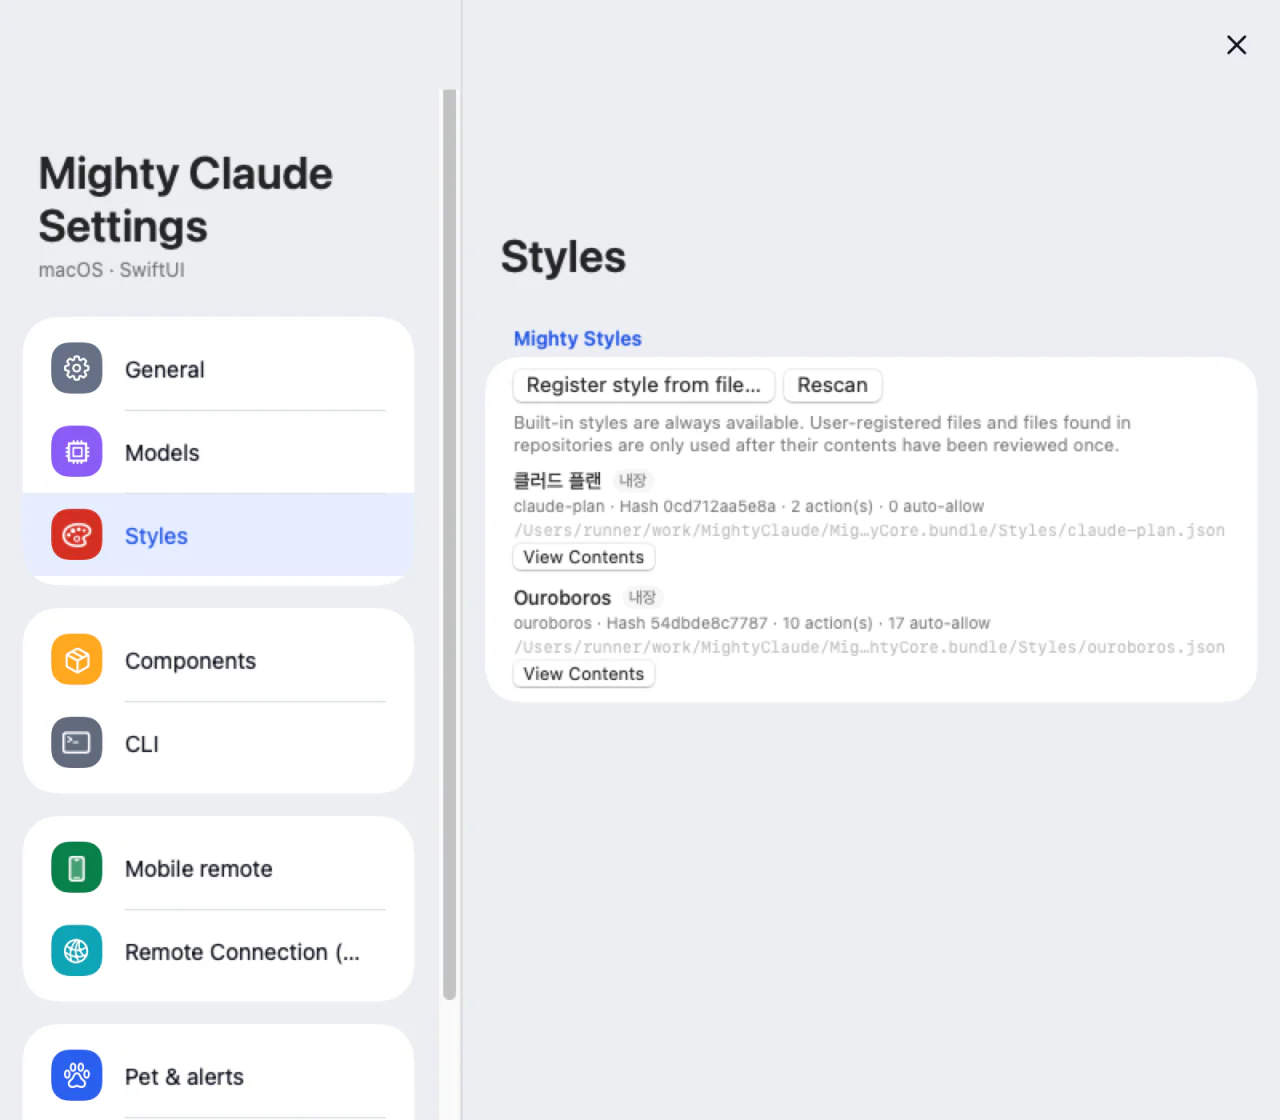 Mighty Claude
Settings
macOS · SwiftUI
General
Models
Styles
Components
CLI
Mobile remote
Remote Connection (...
Pet & alerts
Styles
Mighty Styles
Register style from file...
Rescan
Built-in styles are always available. User-registered files and files found in
repositories are only used after their contents have been reviewed once.
클러드 플랜 내장
claude-plan · Hash 0cd712aa5e8a · 2 action(s) · 0 auto-allow
/Users/runner/work/MightyClaude/Mig…yCore.bundle/Styles/claude-plan.json
View Contents
Ouroboros 내장
ouroboros · Hash 54dbde8c7787 · 10 action(s) · 17 auto-allow
/Users/runner/work/MightyClaude/Mig…htyCore.bundle/Styles/ouroboros.json
View Contents